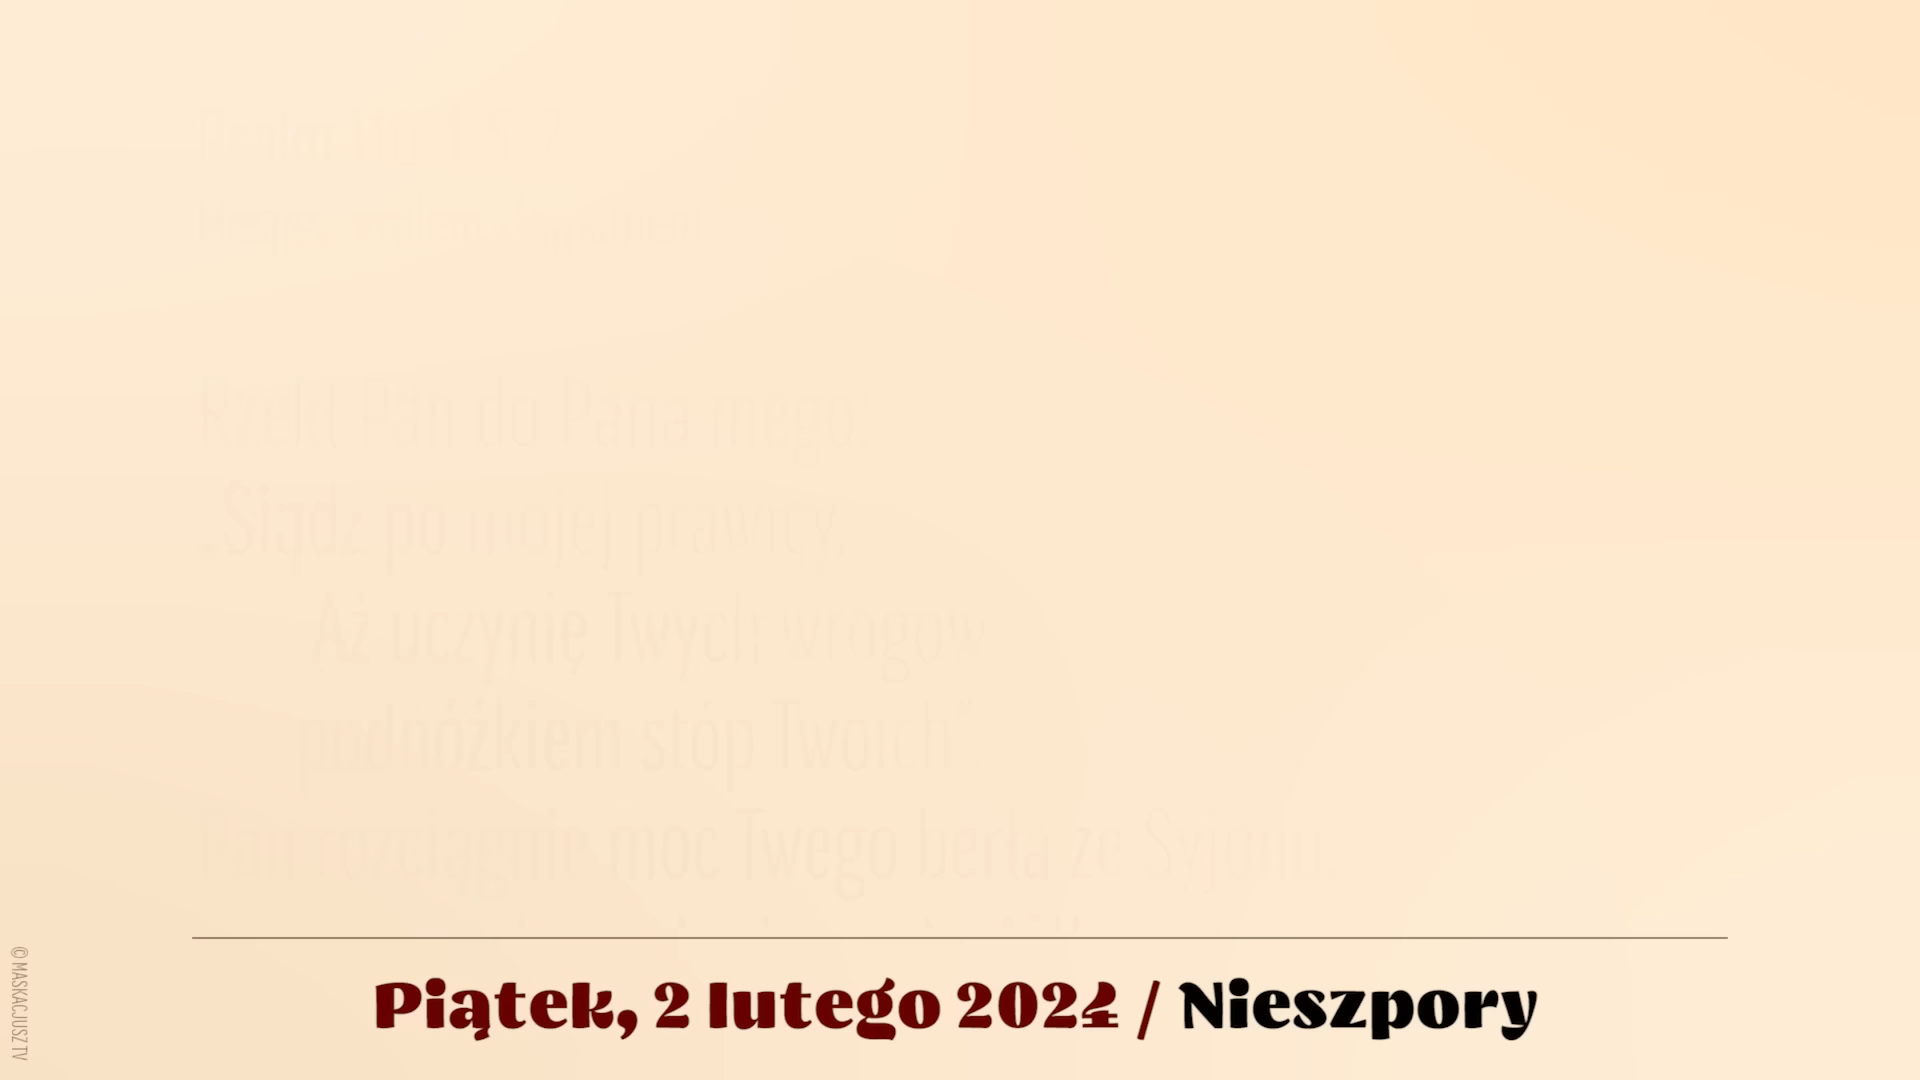 Rzekł Pan do Pana mego:
„Siądź po mojej prawicy,
Aż uczynię Twych wrogów
podnóżkiem stóp Twoich”.
Pan rozciągnie moc Twego berła ze Syjonu:
Piątek, 2 lutego 2024 / Nieszpory
© MASKACJUSZ TV